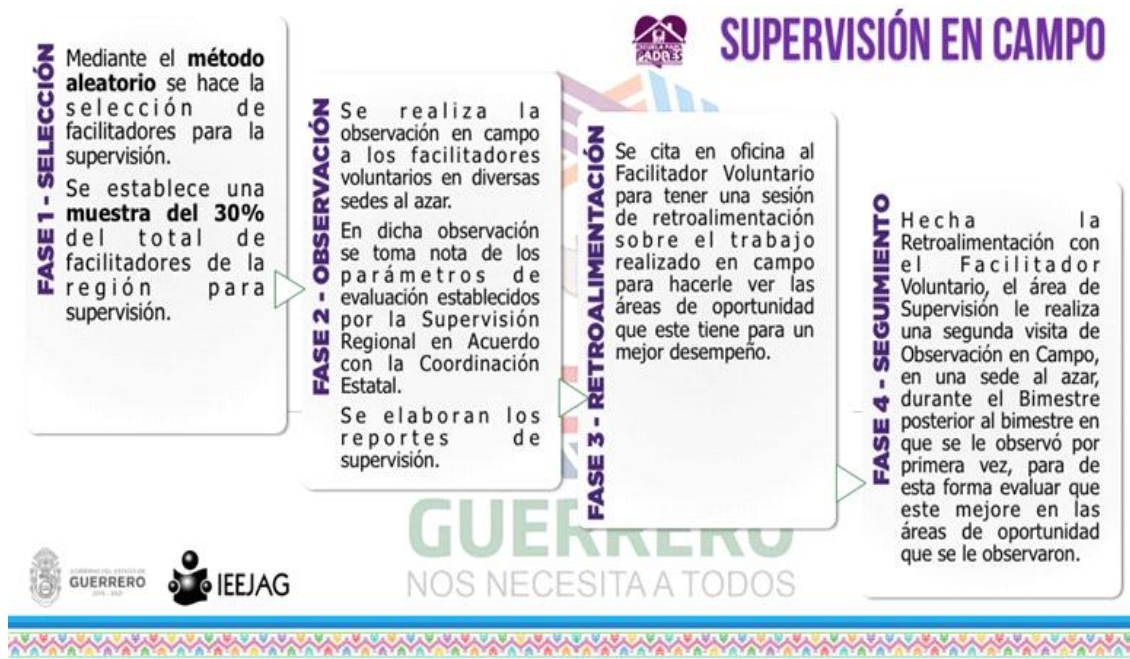 ESCUELA PARA
PADRES
SUPERVISIÓN EN CAMPO
FASE 1 - SELECCIÓN
Mediante el método
aleatorio se hace la
selección de
facilitadores para la
supervisión.
Se establece una
muestra del 30%
del total de
facilitadores de la
región para
supervisión.
FASE 2 - OBSERVACIÓN
Se realiza la
observación en campo
a los facilitadores
voluntarios en diversas
sedes al azar.
En dicha observación
se toma nota de los
parámetros de
evaluación establecidos
por la Supervisión
Regional en Acuerdo
con la Coordinación
Estatal.
Se elaboran los
reportes de
supervisión.
FASE 3 - RETROALIMENTACIÓN
Se cita en oficina al
Facilitador Voluntario
para tener una sesión
de retroalimentación
sobre el trabajo
realizado en campo
para hacerle ver las
áreas de oportunidad
que este tiene para un
mejor desempeño.
FASE 4 - SEGUIMIENTO
Hecha la
Retroalimentación con
el Facilitador
Voluntario, el área de
Supervisión le realiza
una segunda visita de
Observación en Campo,
en una sede al azar,
durante el Bimestre
posterior al bimestre en
que se le observó por
primera vez, para de
esta forma evaluar que
este mejore en las
áreas de oportunidad
que se le observaron.
GUERRERO
NOS NECESITA A TODOS
GOBIERNO DEL ESTADO DE
GUERRERO
2015 - 2021
IEEJAG